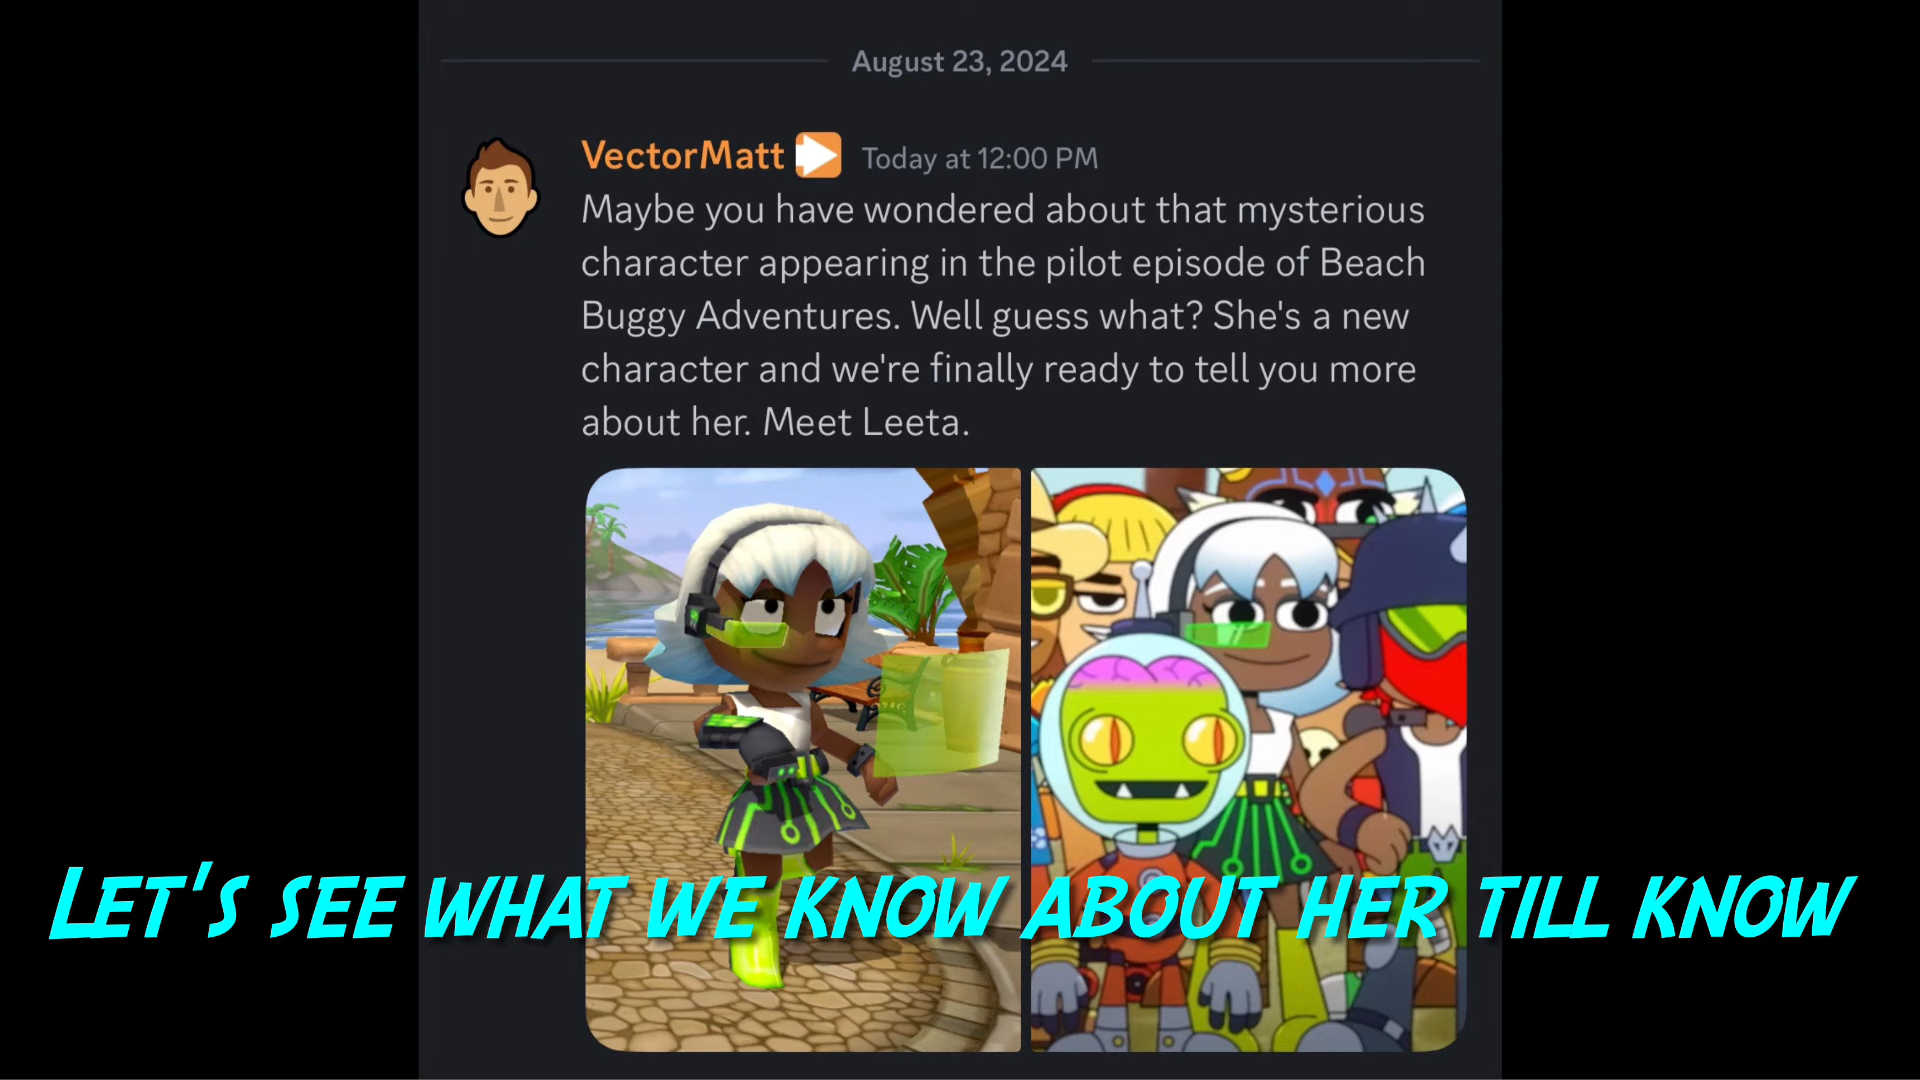 August 23, 2024
VectorMatt Today at 12:00 PM
Maybe you have wondered about that mysterious
character appearing in the pilot episode of Beach
Buggy Adventures. Well guess what? She's a new
character and we're finally ready to tell you more
about her. Meet Leeta.
LET'S SEE WHAT WE KNOW ABOUT HER TILL KNOW